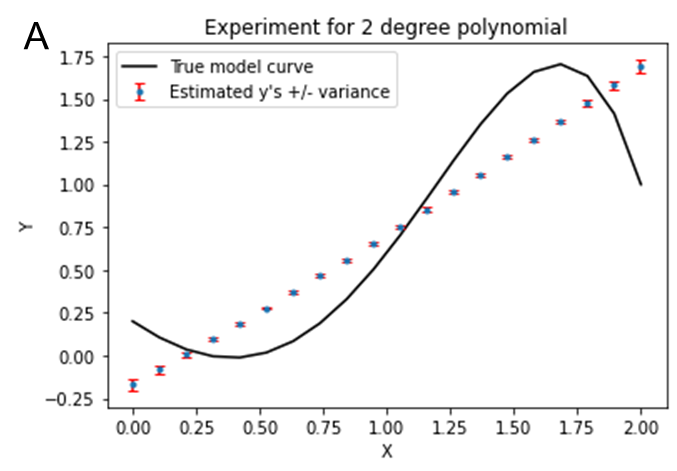 A
Experiment for 2 degree polynomial
True model curve
Estimated y's +/- variance
1.75
1.50
1.25
1.00
0.75
0.50
0.25
0.00
−0.25
Y
0.00 0.25 0.50 0.75 1.00 1.25 1.50 1.75 2.00
X